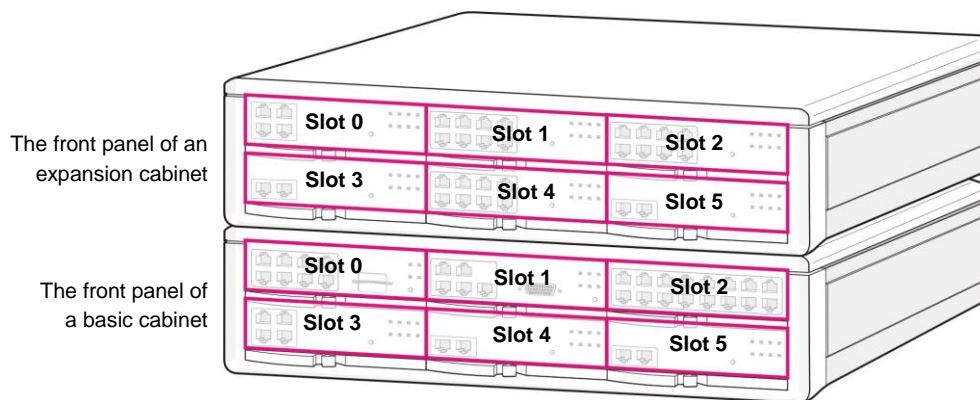 Slot 0
Slot 1
Slot 2
The front panel of an
expansion cabinet
Slot 3
Slot 4
Slot 5
Slot 0
Slot 1
Slot 2
The front panel of
a basic cabinet
Slot 3
Slot 4
Slot 5